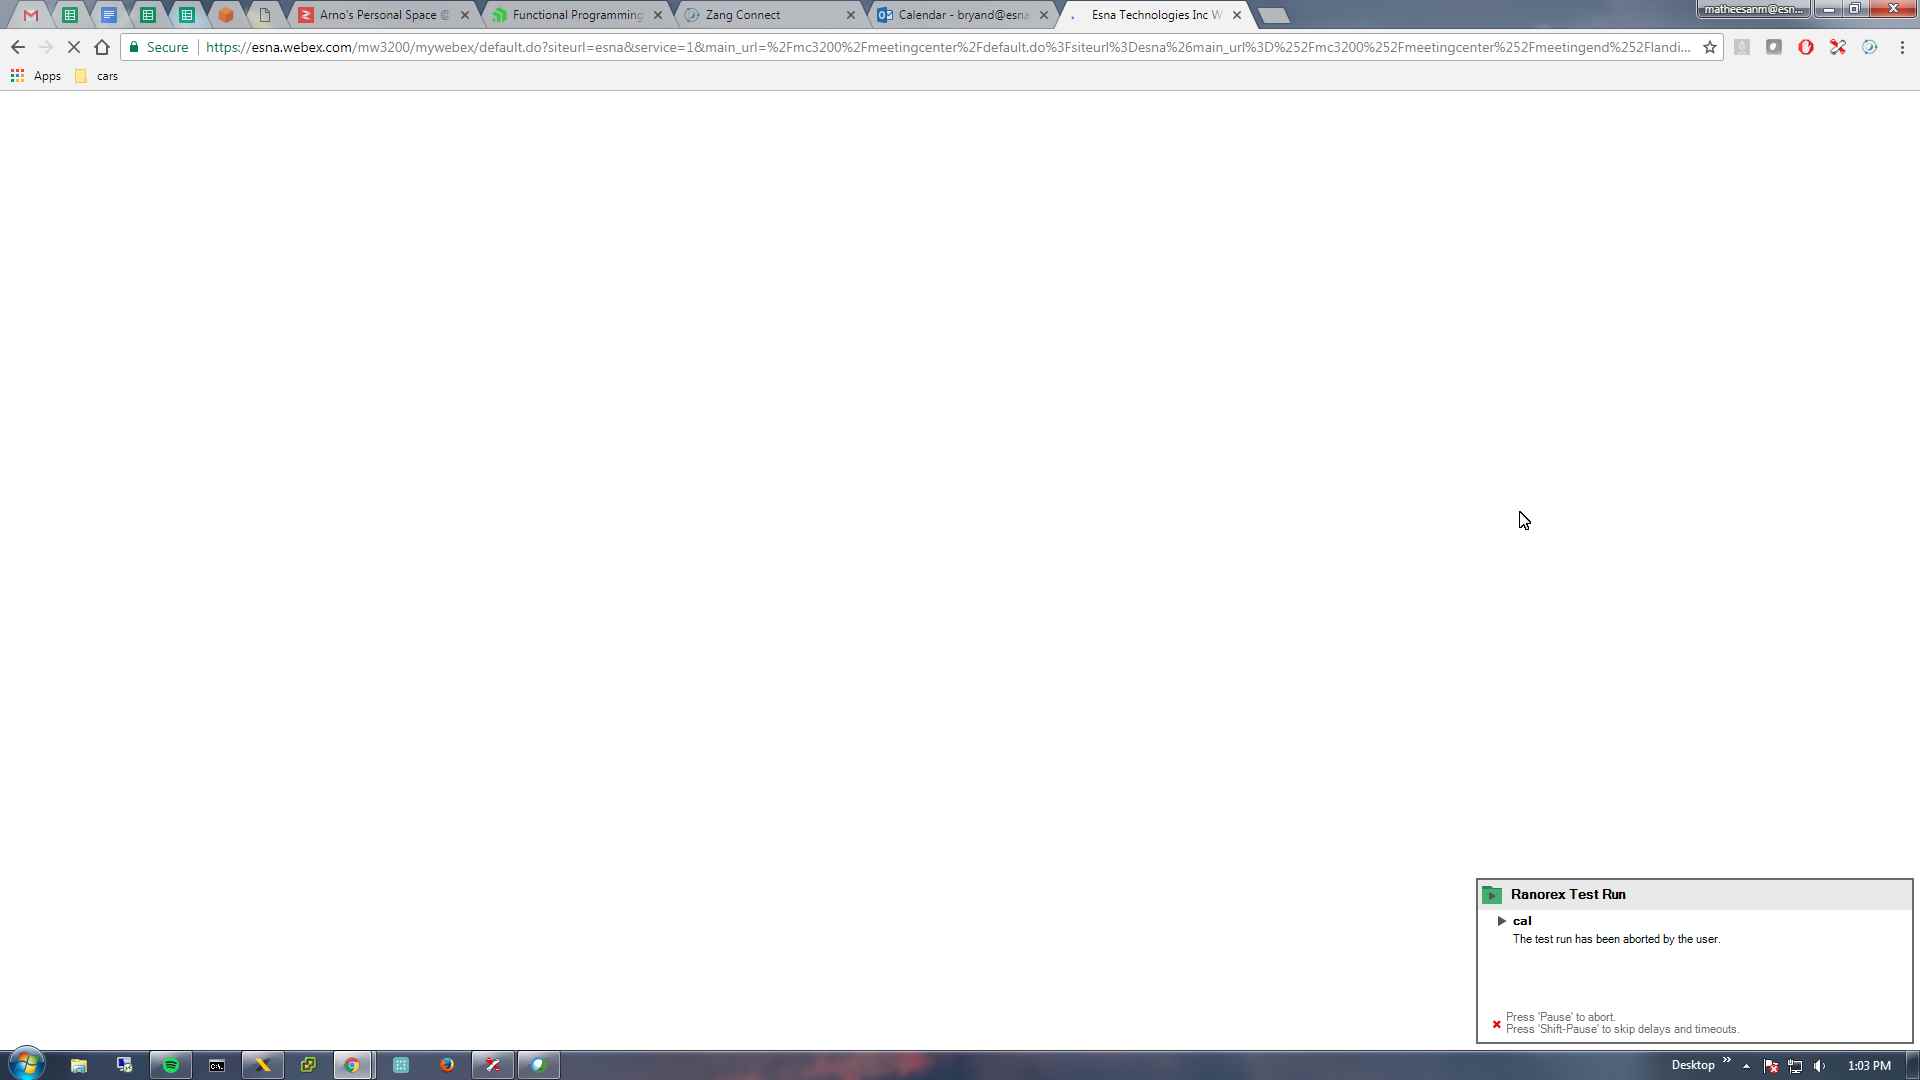 Arno's Personal Space
Functional Programming
Zang Connect
Calendar - bryand@esna
Esna Technologies Inc W
matheesanm@esn...
Secure
https://esna.webex.com/mw3200/mywebex/default.do?siteurl=esna&service=1&main_url=%2Fmc3200%2Fmeetingcenter%2Fdefault.do%3Fsiteurl%3Desna%26main_url%3D%252Fmc3200%252Fmeetingcenter%252Fmeetingend%252Flandi...
Apps
cars
Ranorex Test Run
cal
The test run has been aborted by the user.
Press 'Pause' to abort.
Press 'Shift-Pause' to skip delays and timeouts.
Desktop
1:03 PM